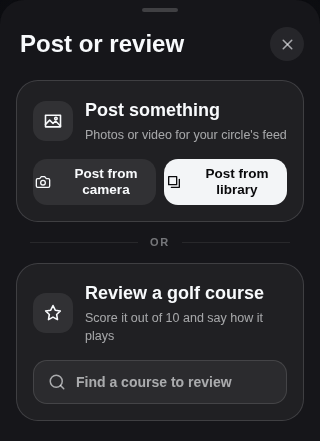 Post or review
Post something
Photos or video for your circle's feed
Post from
camera
Post from
library
OR
Review a golf course
Score it out of 10 and say how it
plays
Find a course to review